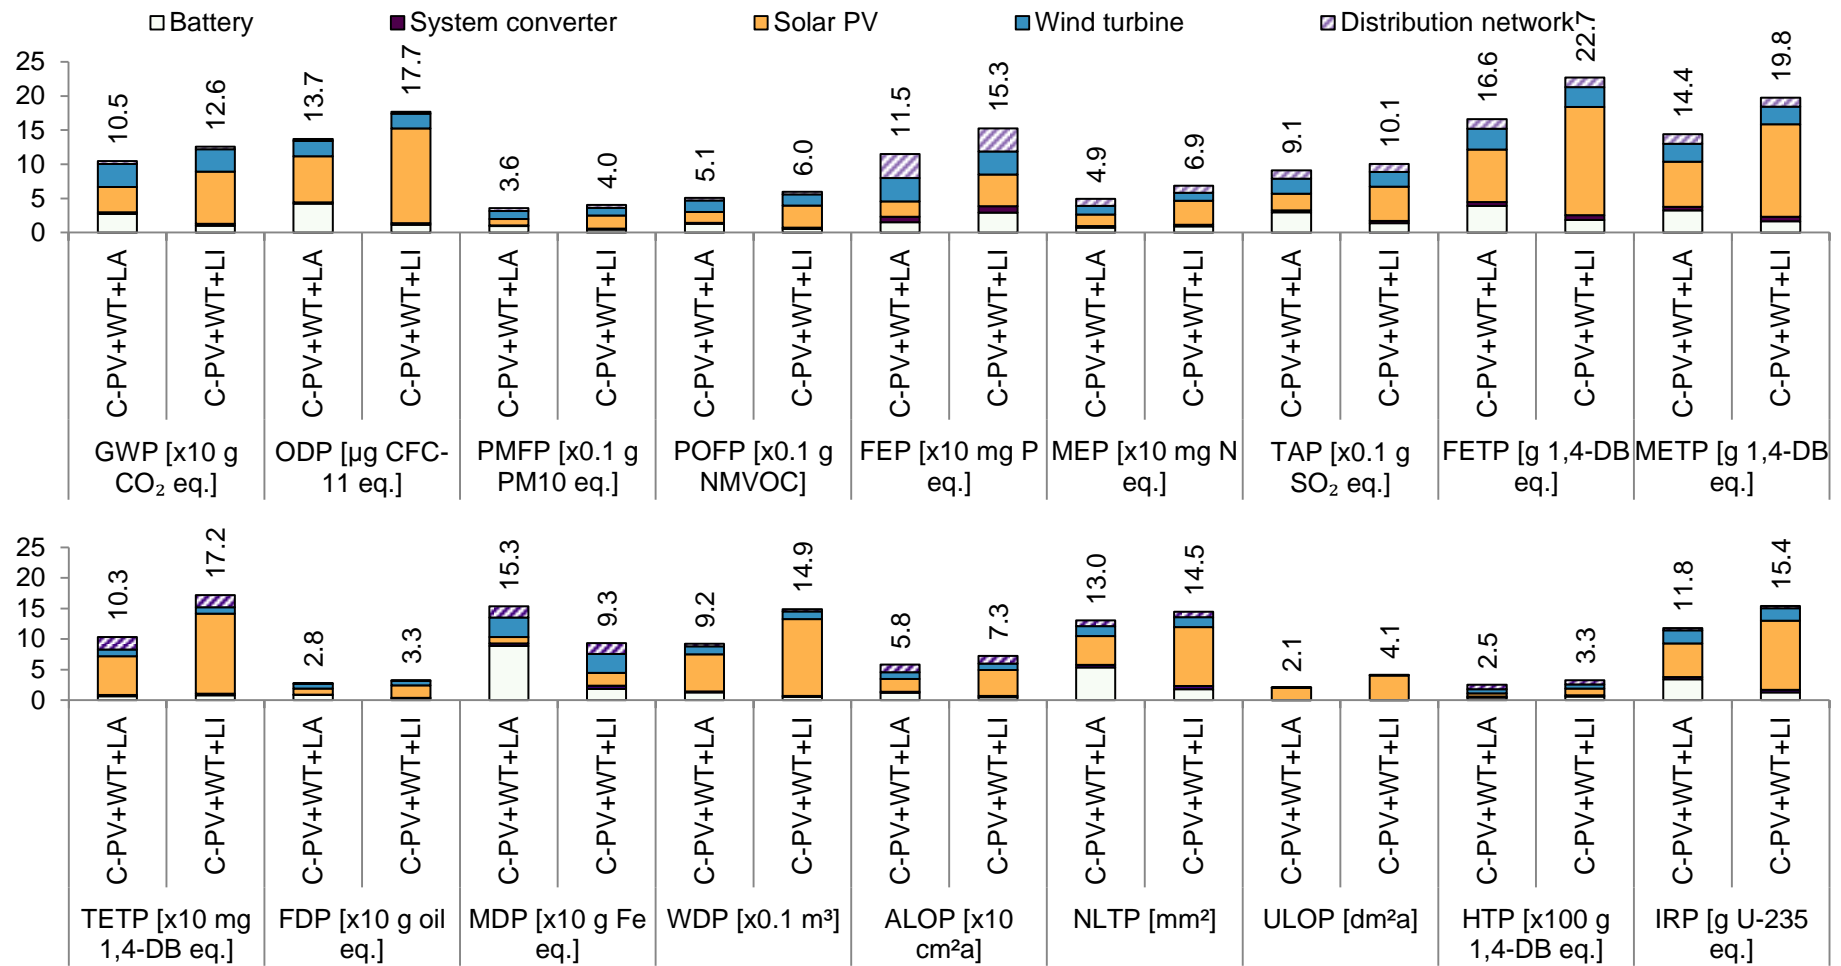 Battery System converter Solar PV Wind turbine Distribution network
25
20
15
10
5
0
10.5 12.6 13.7 17.7 3.6 4.0 5.1 6.0 11.5 15.3 4.9 6.9 9.1 10.1 16.6 22.7 14.4 19.8
C-PV+WT+LA C-PV+WT+LI C-PV+WT+LA C-PV+WT+LI C-PV+WT+LA C-PV+WT+LI C-PV+WT+LA C-PV+WT+LI C-PV+WT+LA C-PV+WT+LI C-PV+WT+LA C-PV+WT+LI C-PV+WT+LA C-PV+WT+LI C-PV+WT+LA C-PV+WT+LI C-PV+WT+LA C-PV+WT+LI
GWP [x10 g
CO₂ eq.]
ODP [µg CFC-
11 eq.]
PMFP [x0.1 g
PM10 eq.]
POFP [x0.1 g
NMVOC]
FEP [x10 mg P
eq.]
MEP [x10 mg N
eq.]
TAP [x0.1 g
SO₂ eq.]
FETP [g 1,4-DB
eq.]
METP [g 1,4-DB
eq.]
25
20
15
10
5
0
10.3 17.2 2.8 3.3 15.3 9.3 9.2 14.9 5.8 7.3 13.0 14.5 2.1 4.1 2.5 3.3 11.8 15.4
C-PV+WT+LA C-PV+WT+LI C-PV+WT+LA C-PV+WT+LI C-PV+WT+LA C-PV+WT+LI C-PV+WT+LA C-PV+WT+LI C-PV+WT+LA C-PV+WT+LI C-PV+WT+LA C-PV+WT+LI C-PV+WT+LA C-PV+WT+LI C-PV+WT+LA C-PV+WT+LI C-PV+WT+LA C-PV+WT+LI
TETP [x10 mg
1,4-DB eq.]
FDP [x10 g oil
eq.]
MDP [x10 g Fe
eq.]
WDP [x0.1 m³]
ALOP [x10
cm²a]
NLTP [mm²]
ULOP [dm²a]
HTP [x100 g
1,4-DB eq.]
IRP [g U-235
eq.]